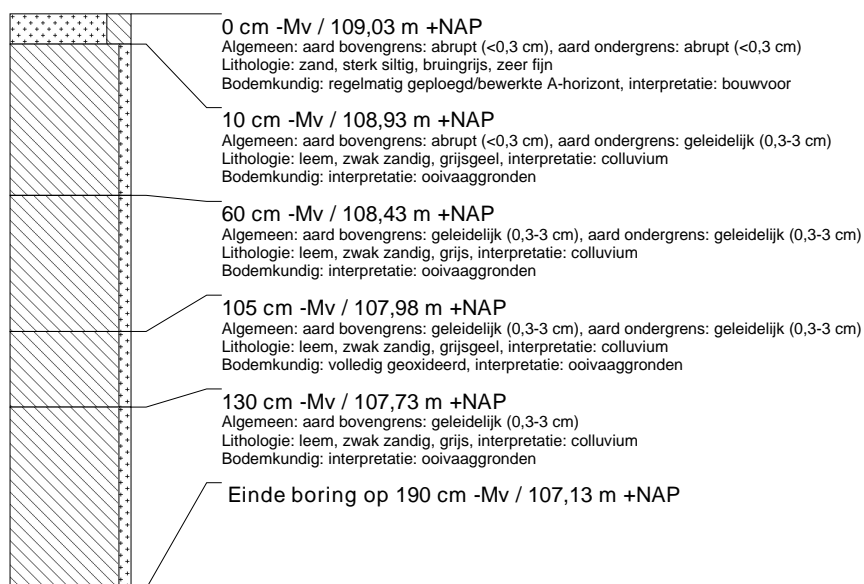 0 cm -Mv / 109,03 m +NAP
Algemeen: aard bovengrens: abrupt (<0,3 cm), aard ondergrens: abrupt (<0,3 cm)
Lithologie: zand, sterk siltig, bruingrijs, zeer fijn
Bodemkundig: regelmatig geploegd/bewerkte A-horizont, interpretatie: bouwvoor
10 cm -Mv / 108,93 m +NAP
Algemeen: aard bovengrens: abrupt (<0,3 cm), aard ondergrens: geleidelijk (0,3-3 cm)
Lithologie: leem, zwak zandig, grijsgeel, interpretatie: colluvium
Bodemkundig: interpretatie: ooivaaggronden
60 cm -Mv / 108,43 m +NAP
Algemeen: aard bovengrens: geleidelijk (0,3-3 cm), aard ondergrens: geleidelijk (0,3-3 cm)
Lithologie: leem, zwak zandig, grijs, interpretatie: colluvium
Bodemkundig: interpretatie: ooivaaggronden
105 cm -Mv / 107,98 m +NAP
Algemeen: aard bovengrens: geleidelijk (0,3-3 cm), aard ondergrens: geleidelijk (0,3-3 cm)
Lithologie: leem, zwak zandig, grijsgeel, interpretatie: colluvium
Bodemkundig: volledig geoxideerd, interpretatie: ooivaaggronden
130 cm -Mv / 107,73 m +NAP
Algemeen: aard bovengrens: geleidelijk (0,3-3 cm)
Lithologie: leem, zwak zandig, grijs, interpretatie: colluvium
Bodemkundig: interpretatie: ooivaaggronden
Einde boring op 190 cm -Mv / 107,13 m +NAP